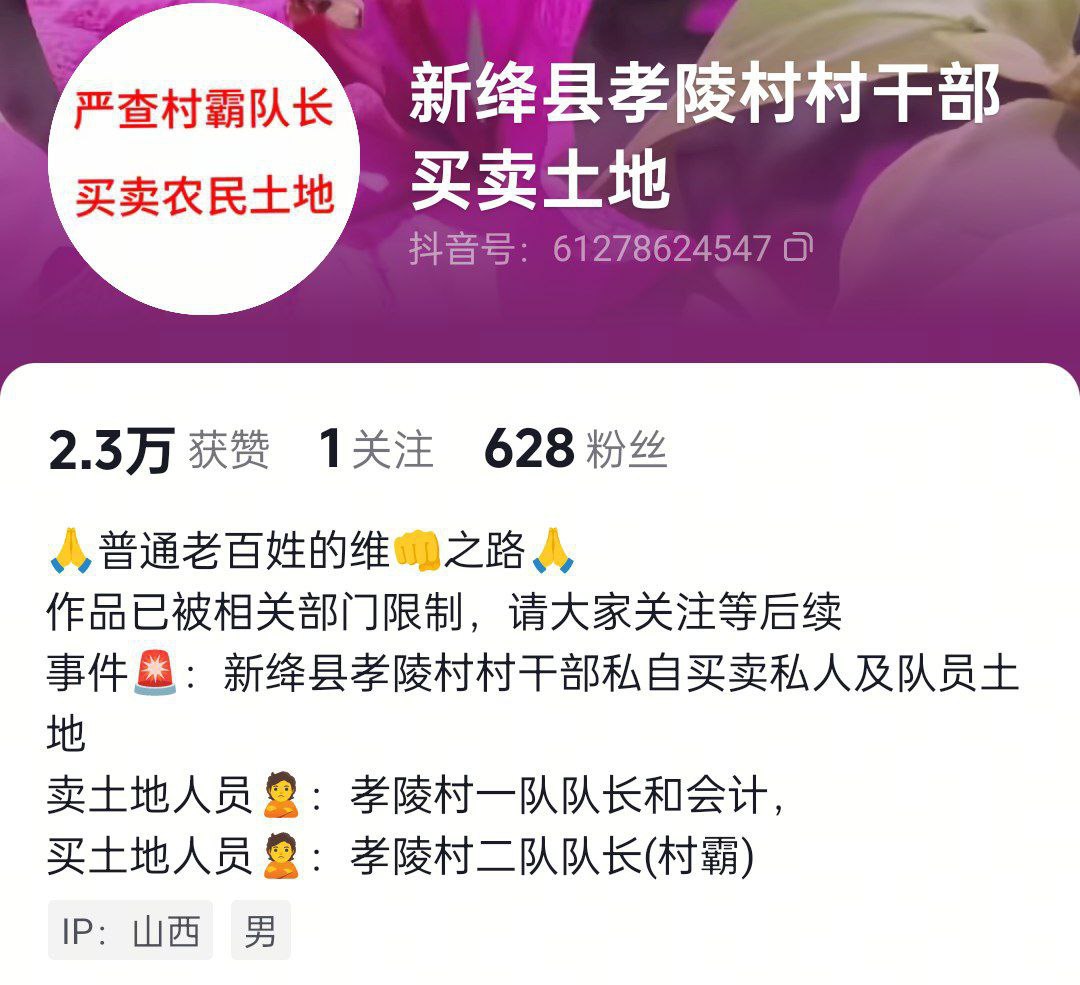 严查村霸队长
买卖农民土地
新绛县孝陵村村干部
买卖土地
抖音号：61278624547
2.3万 获赞 1 关注 628 粉丝
🙏普通老百姓的维👊之路🙏
作品已被相关部门限制，请大家关注等后续
事件🚨：新绛县孝陵村村干部私自买卖私人及队员土
地
卖土地人员🙎：孝陵村一队队长和会计，
买土地人员🙎：孝陵村二队队长(村霸)
IP：山西 男